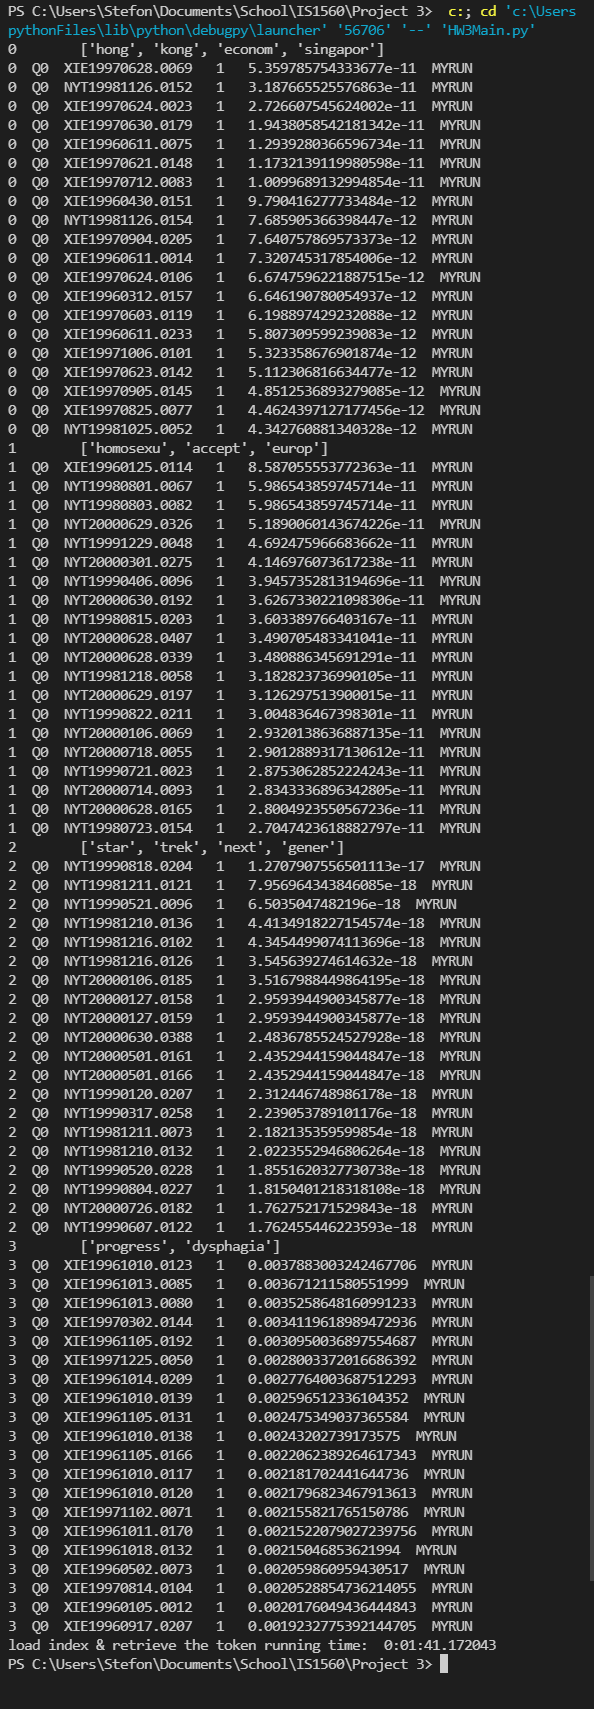 PS C:\Users\Stefon\Documents\School\IS1560\Project 3>  c:; cd 'c:\Users
pythonFiles\lib\python\debugpy\launcher' '56706' '--' 'HW3Main.py'
0        ['hong', 'kong', 'econom', 'singapor']
0  Q0  XIE19970628.0069   1   5.359785754333677e-11  MYRUN
0  Q0  NYT19981126.0152   1   3.187665525576863e-11  MYRUN
0  Q0  XIE19970624.0023   1   2.726607545624002e-11  MYRUN
0  Q0  XIE19970630.0179   1   1.9438058542181342e-11  MYRUN
0  Q0  XIE19960611.0075   1   1.2939280366596734e-11  MYRUN
0  Q0  XIE19970621.0148   1   1.1732139119980598e-11  MYRUN
0  Q0  XIE19970712.0083   1   1.0099689132994854e-11  MYRUN
0  Q0  XIE19960430.0151   1   9.790416277733484e-12  MYRUN
0  Q0  NYT19981126.0154   1   7.685905366398447e-12  MYRUN
0  Q0  XIE19970904.0205   1   7.640757869573373e-12  MYRUN
0  Q0  XIE19960611.0014   1   7.320745317854006e-12  MYRUN
0  Q0  XIE19970624.0106   1   6.6747596221887515e-12  MYRUN
0  Q0  XIE19960312.0157   1   6.646190780054937e-12  MYRUN
0  Q0  XIE19970603.0119   1   6.198897429232088e-12  MYRUN
0  Q0  XIE19960611.0233   1   5.807309599239083e-12  MYRUN
0  Q0  XIE19971006.0101   1   5.323358676901874e-12  MYRUN
0  Q0  XIE19970623.0142   1   5.112306816634477e-12  MYRUN
0  Q0  XIE19970905.0145   1   4.8512536893279085e-12  MYRUN
0  Q0  XIE19970825.0077   1   4.4624397127177456e-12  MYRUN
0  Q0  NYT19981025.0052   1   4.342760881340328e-12  MYRUN
1        ['homosexu', 'accept', 'europ']
1  Q0  XIE19960125.0114   1   8.587055553772363e-11  MYRUN
1  Q0  NYT19980801.0067   1   5.986543859745714e-11  MYRUN
1  Q0  NYT19980803.0082   1   5.986543859745714e-11  MYRUN
1  Q0  NYT20000629.0326   1   5.1890060143674226e-11  MYRUN
1  Q0  NYT19991229.0048   1   4.692475966683662e-11  MYRUN
1  Q0  NYT20000301.0275   1   4.146976073617238e-11  MYRUN
1  Q0  NYT19990406.0096   1   3.9457352813194696e-11  MYRUN
1  Q0  NYT20000630.0192   1   3.6267330221098306e-11  MYRUN
1  Q0  NYT19980815.0203   1   3.603389766403167e-11  MYRUN
1  Q0  NYT20000628.0407   1   3.490705483341041e-11  MYRUN
1  Q0  NYT20000628.0339   1   3.480886345691291e-11  MYRUN
1  Q0  NYT19981218.0058   1   3.182823736990105e-11  MYRUN
1  Q0  NYT20000629.0197   1   3.126297513900015e-11  MYRUN
1  Q0  NYT19990822.0211   1   3.004836467398301e-11  MYRUN
1  Q0  NYT20000106.0069   1   2.9320138636887135e-11  MYRUN
1  Q0  NYT20000718.0055   1   2.9012889317130612e-11  MYRUN
1  Q0  NYT19990721.0023   1   2.8753062852224243e-11  MYRUN
1  Q0  NYT20000714.0093   1   2.8343336896342805e-11  MYRUN
1  Q0  NYT20000628.0165   1   2.8004923550567236e-11  MYRUN
1  Q0  NYT19980723.0154   1   2.7047423618882797e-11  MYRUN
2        ['star', 'trek', 'next', 'gener']
2  Q0  NYT19990818.0204   1   1.2707907556501113e-17  MYRUN
2  Q0  NYT19981211.0121   1   7.956964343846085e-18  MYRUN
2  Q0  NYT19990521.0096   1   6.5035047482196e-18  MYRUN
2  Q0  NYT19981210.0136   1   4.4134918227154574e-18  MYRUN
2  Q0  NYT19981216.0102   1   4.3454499074113696e-18  MYRUN
2  Q0  NYT19981216.0126   1   3.545639274614632e-18  MYRUN
2  Q0  NYT20000106.0185   1   3.5167988449864195e-18  MYRUN
2  Q0  NYT20000127.0158   1   2.9593944900345877e-18  MYRUN
2  Q0  NYT20000127.0159   1   2.9593944900345877e-18  MYRUN
2  Q0  NYT20000630.0388   1   2.4836785524527928e-18  MYRUN
2  Q0  NYT20000501.0161   1   2.4352944159044847e-18  MYRUN
2  Q0  NYT20000501.0166   1   2.4352944159044847e-18  MYRUN
2  Q0  NYT19990120.0207   1   2.312446748986178e-18  MYRUN
2  Q0  NYT19990317.0258   1   2.239053789101176e-18  MYRUN
2  Q0  NYT19981211.0073   1   2.182135359599854e-18  MYRUN
2  Q0  NYT19981210.0132   1   2.0223552946806264e-18  MYRUN
2  Q0  NYT19990520.0228   1   1.8551620327730738e-18  MYRUN
2  Q0  NYT19990804.0227   1   1.8150401218318108e-18  MYRUN
2  Q0  NYT20000726.0182   1   1.762752171529843e-18  MYRUN
2  Q0  NYT19990607.0122   1   1.762455446223593e-18  MYRUN
3        ['progress', 'dysphagia']
3  Q0  XIE19961010.0123   1   0.0037883003242467706  MYRUN
3  Q0  XIE19961013.0085   1   0.003671211580551999  MYRUN
3  Q0  XIE19961013.0080   1   0.0035258648160991233  MYRUN
3  Q0  XIE19970302.0144   1   0.0034119618989472936  MYRUN
3  Q0  XIE19961105.0192   1   0.0030950036897554687  MYRUN
3  Q0  XIE19971225.0050   1   0.0028003372016686392  MYRUN
3  Q0  XIE19961014.0209   1   0.0027764003687512293  MYRUN
3  Q0  XIE19961010.0139   1   0.002596512336104352  MYRUN
3  Q0  XIE19961105.0131   1   0.002475349037365584  MYRUN
3  Q0  XIE19961010.0138   1   0.00243202739173575  MYRUN
3  Q0  XIE19961105.0166   1   0.0022062389264617343  MYRUN
3  Q0  XIE19961010.0117   1   0.002181702441644736  MYRUN
3  Q0  XIE19961010.0120   1   0.0021796823467913613  MYRUN
3  Q0  XIE19971102.0071   1   0.002155821765150786  MYRUN
3  Q0  XIE19961011.0170   1   0.0021522079027239756  MYRUN
3  Q0  XIE19961018.0132   1   0.00215046853621994  MYRUN
3  Q0  XIE19960502.0073   1   0.002059860959430517  MYRUN
3  Q0  XIE19970814.0104   1   0.0020528854736214055  MYRUN
3  Q0  XIE19960105.0012   1   0.0020176049436444843  MYRUN
3  Q0  XIE19960917.0207   1   0.0019232775392144705  MYRUN
load index & retrieve the token running time:  0:01:41.172043
PS C:\Users\Stefon\Documents\School\IS1560\Project 3>